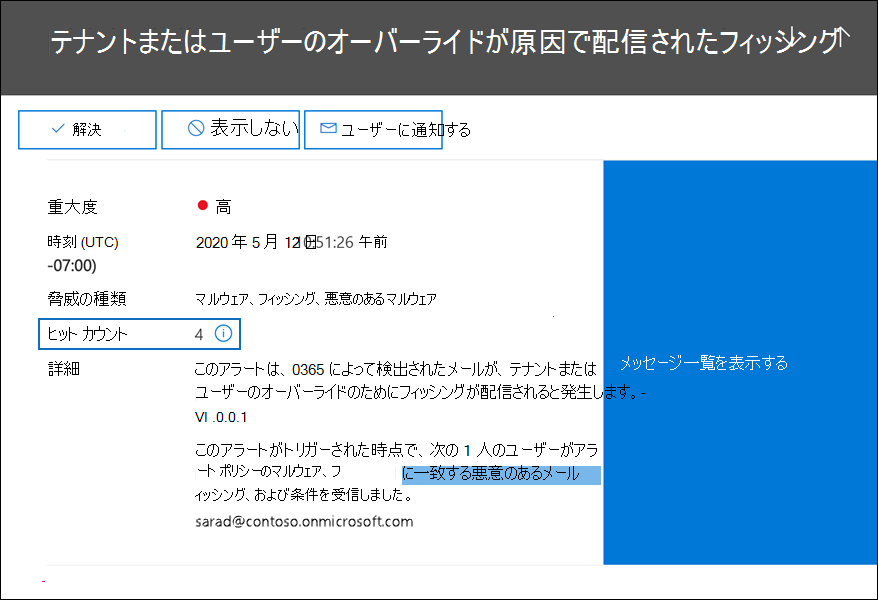 テナントまたはユーザーのオーバーライドが原因で配信されたフィッシング
解決
表示しない
ユーザーに通知する
重大度 高
時刻 (UTC) 2020 年 5 月 12 日 :51:26 午前
-07:00)
脅威の種類 マルウェア、フィッシング、悪意のあるマルウェア
ヒット カウント 4
詳細 このアラートは、0365 によって検出されたメールが、テナントまたは
ユーザーのオーバーライドのためにフィッシングが配信されると発生します。-
VI .0.0.1
このアラートがトリガーされた時点で、次の 1 人のユーザーがアラ
ート ポリシーのマルウェア、フ に一致する悪意のあるメール
ィッシング、および条件を受信しました。
sarad@contoso.onmicrosoft.com
メッセージ一覧を表示する